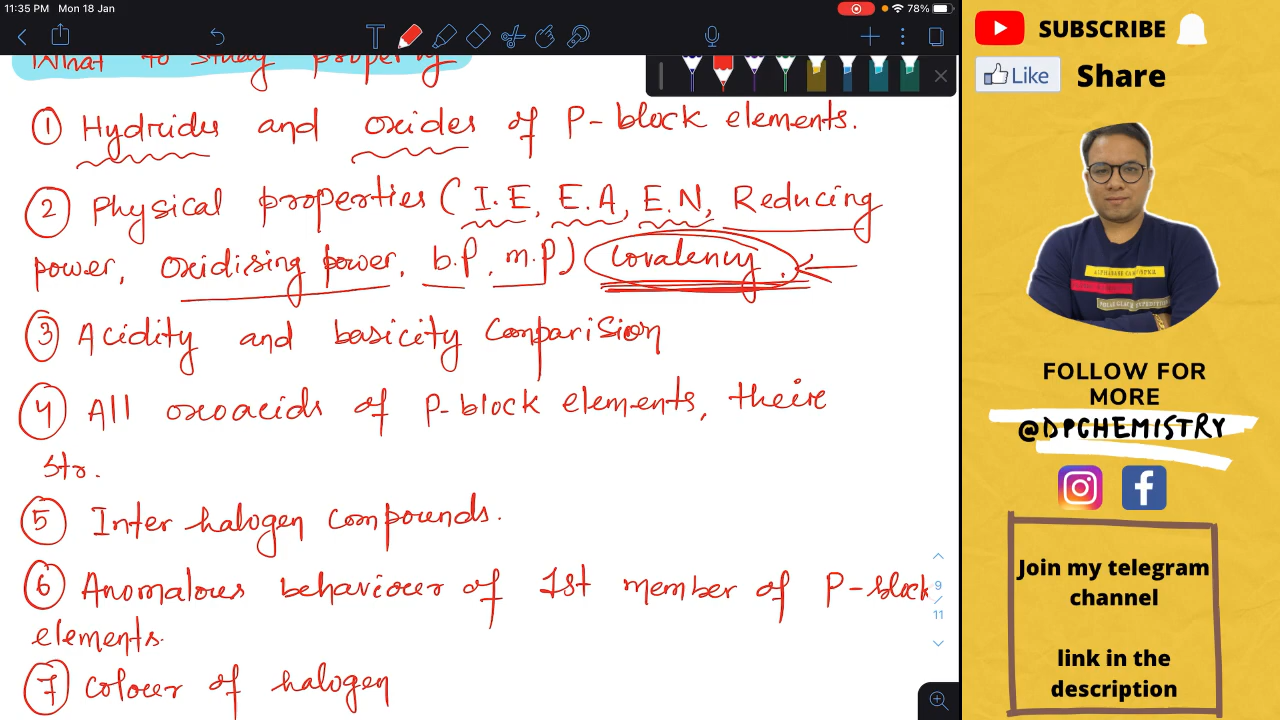 11:35 PM Mon 18 Jan
78%
What to study properly
① Hydrides and oxides of P-block elements.
② Physical properties (I.E, E.A, E.N, Reducing
power, Oxidising power, b.P, m.P) Covalency.
③ Acidity and basicity Comparision
④ All oxoacids of P-block elements, their
Str.
⑤ Inter halogen Compounds.
⑥ Anomalous behaviour of 1st member of P-block
elements.
⑦ Colour of halogen
9
/
11
SUBSCRIBE
Like Share
FOLLOW FOR
MORE
@DPCHEMISTRY
Join my telegram
channel
link in the
description